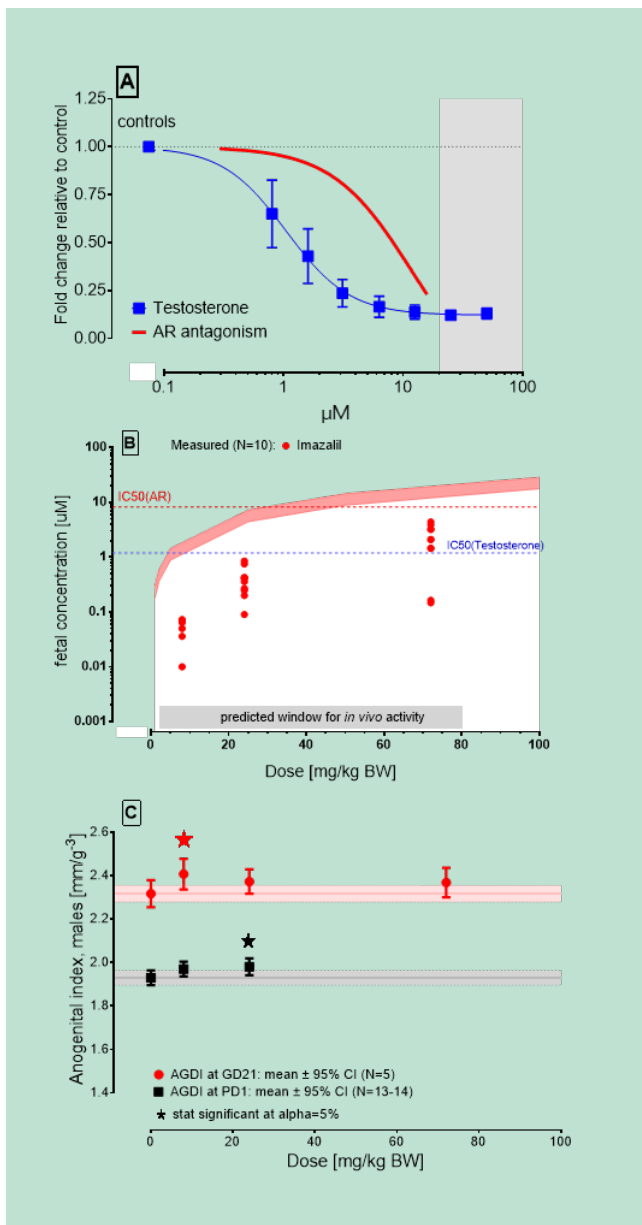 A
1.25
controls
1.00
0.75
0.50
0.25
0.00
Fold change relative to control
Testosterone
AR antagonism
0.1 1 10 100
µM
B
Measured (N=10): Imazalil
100
10
1
0.1
0.01
0.001
fetal concentration [uM]
IC50(AR)
IC50(Testosterone)
predicted window for in vivo activity
0 20 40 60 80 100
Dose [mg/kg BW]
C
2.6
2.4
2.2
2.0
1.8
1.6
1.4
Anogenital index, males [mm/g-3]
AGDI at GD21: mean ± 95% CI (N=5)
AGDI at PD1: mean ± 95% CI (N=13-14)
stat significant at alpha=5%
0 20 40 60 80 100
Dose [mg/kg BW]